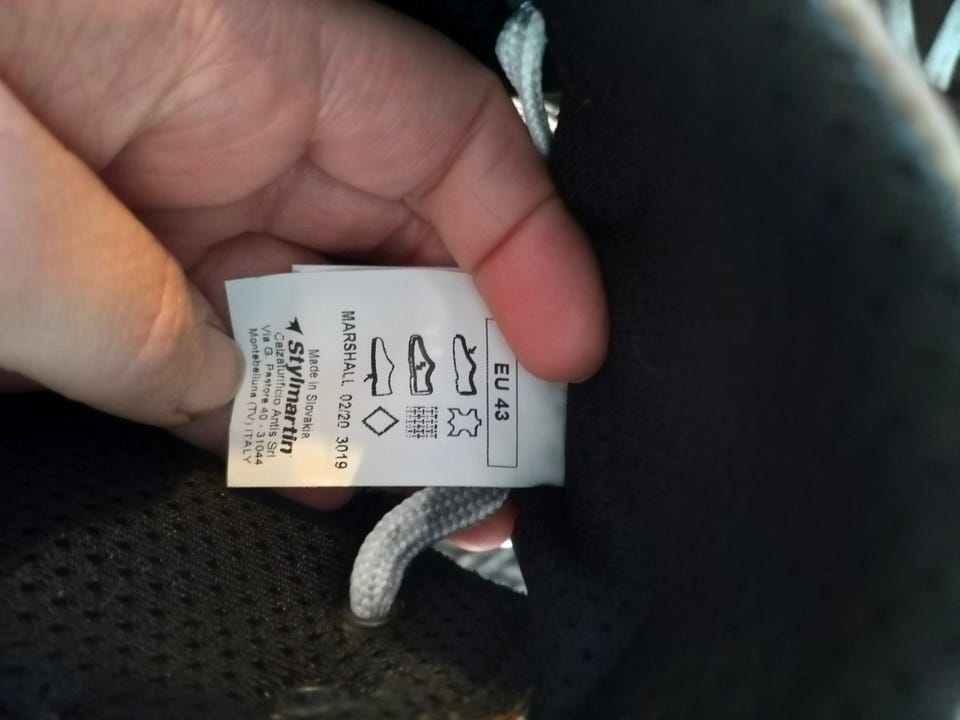 EU 43
MARSHALL 02/20 3019
Made in Slovakia
Stylmartin
Calzaturificio Antis Srl
Via G. Pastore 40 - 31044
Montebelluna (TV) ITALY